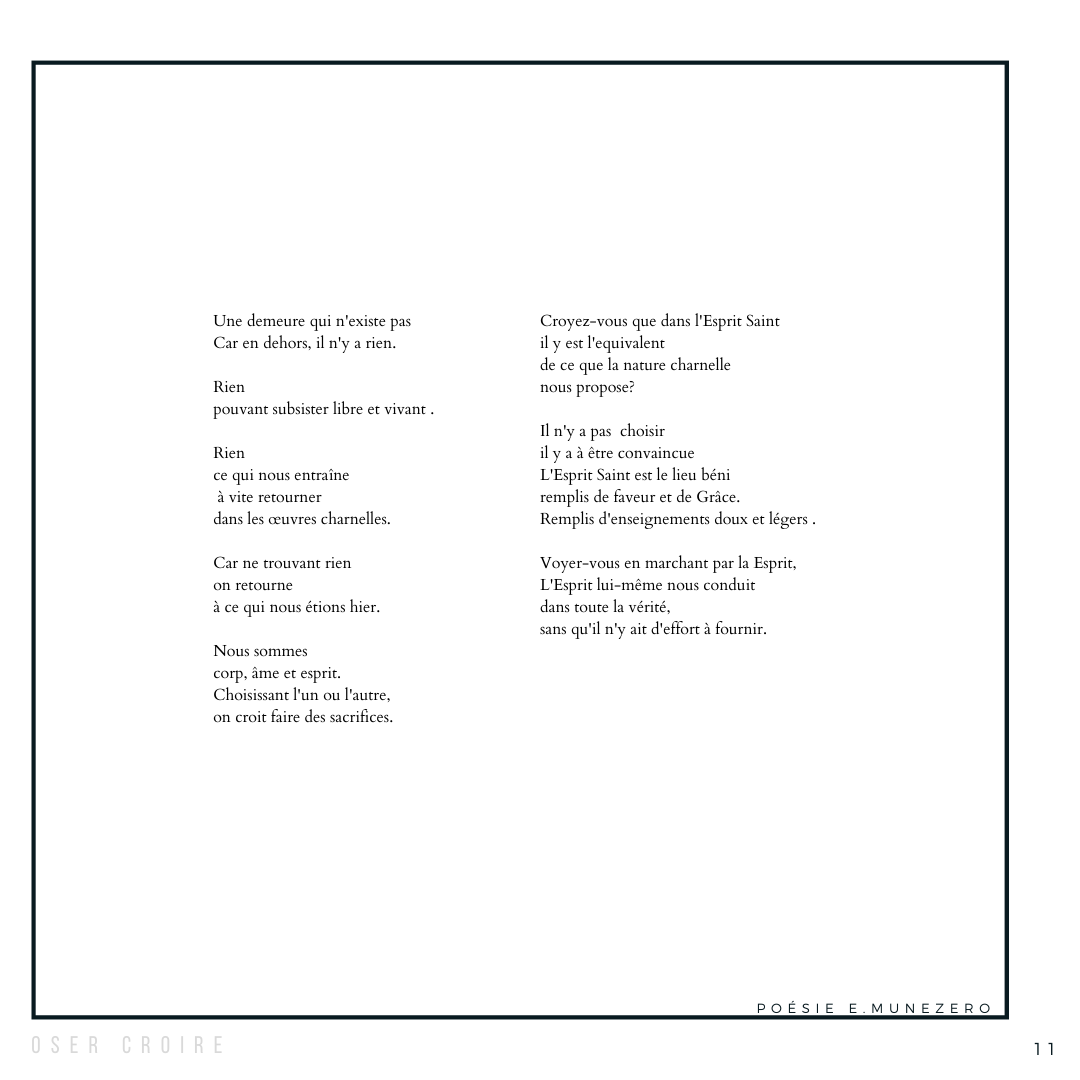 Une demeure qui n'existe pas
Car en dehors, il n'y a rien.

Rien
pouvant subsister libre et vivant .

Rien
ce qui nous entraîne
à vite retourner
dans les œuvres charnelles.

Car ne trouvant rien
on retourne
à ce qui nous étions hier.

Nous sommes
corp, âme et esprit.
Choisissant l'un ou l'autre,
on croit faire des sacrifices.

Croyez-vous que dans l'Esprit Saint
il y est l'equivalent
de ce que la nature charnelle
nous propose?

Il n'y a pas  choisir
il y a à être convaincue
L'Esprit Saint est le lieu béni
remplis de faveur et de Grâce.
Remplis d'enseignements doux et légers .

Voyer-vous en marchant par la Esprit,
L'Esprit lui-même nous conduit
dans toute la vérité,
sans qu'il n'y ait d'effort à fournir.

POÉSIE E.MUNEZERO
OSER CROIRE
11